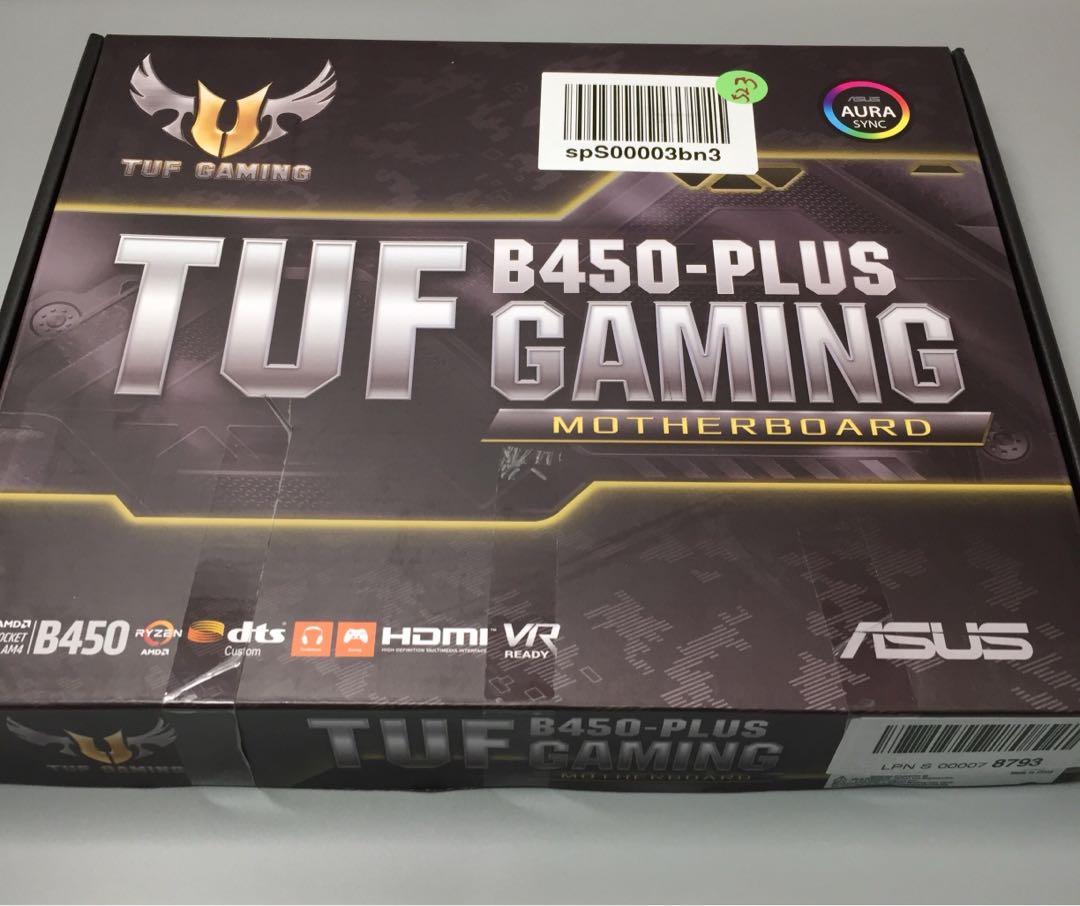 TUF GAMING
spS00003bn3
523
ASUS
AURA
SYNC
TUF B450-PLUS
GAMING
MOTHERBOARD
AMD
AM4
B450
RYZEN
AMD
dts
Custom
HDMI
HIGH-DEFINITION MULTIMEDIA INTERFACE
VR
READY
ASUS
TUF GAMING
TUF B450-PLUS
GAMING
MOTHERBOARD
LPN S 00007 8793